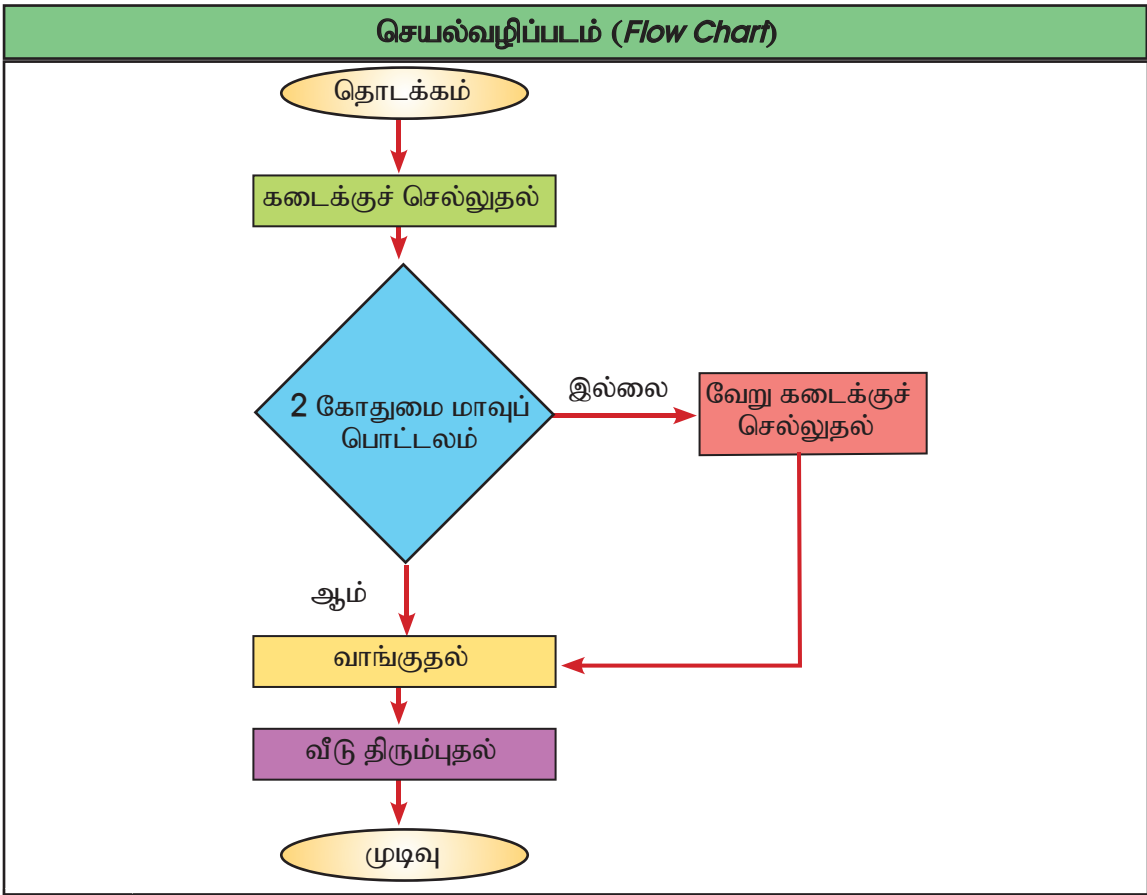 செயல்வழிப்படம் (Flow Chart)
தொடக்கம்
கடைக்குச் செல்லுதல்
2 கோதுமை மாவுப்
பொட்டலம்
இல்லை
வேறு கடைக்குச்
செல்லுதல்
ஆம்
வாங்குதல்
வீடு திரும்புதல்
முடிவு